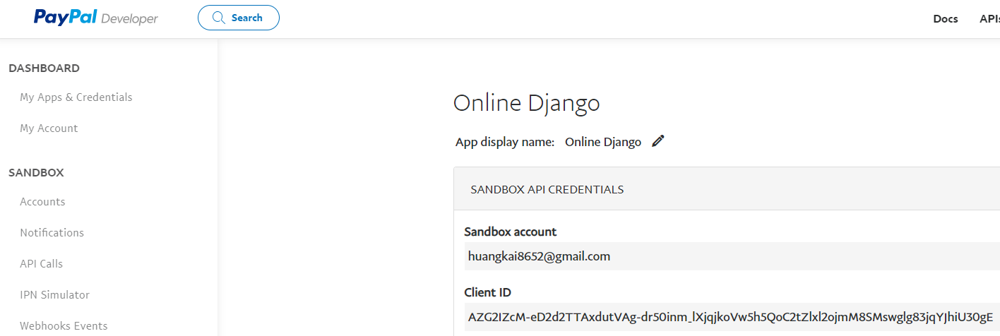 PayPal Developer
Search
Docs
APIs
DASHBOARD
My Apps & Credentials
My Account
SANDBOX
Accounts
Notifications
API Calls
IPN Simulator
Webhooks Events
Online Django
App display name: Online Django
SANDBOX API CREDENTIALS
Sandbox account
huangkai8652@gmail.com
Client ID
AZG2IZcM-eD2d2TTAxdutVAg-dr50inm_lXjqjkoVw5h5QoC2tZlxl2ojmM8SMswglg83jqYJhiU30gE